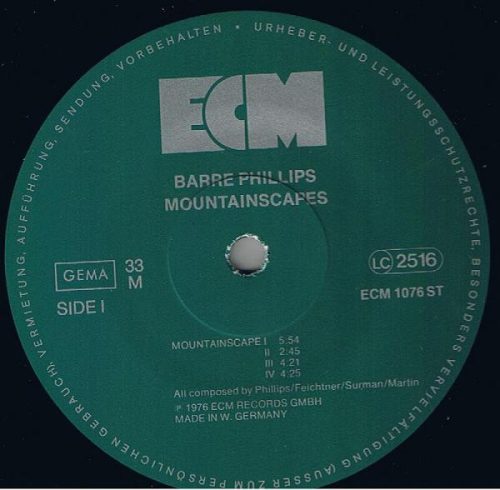 URHEBER- UND LEISTUNGSSCHUTZRECHTE, BESONDERS VERVIELFÄLTIGUNG (AUSSER ZUM PERSÖNLICHEN GEBRAUCH), VERMIETUNG, AUFFÜHRUNG, SENDUNG, VORBEHALTEN •
ECM
BARRE PHILLIPS
MOUNTAINSCAPES
GEMA
33
M
SIDE I
LC 2516
ECM 1076 ST
MOUNTAINSCAPE I 5:54
II 2:45
III 4:21
IV 4:25
All composed by Phillips/Feichtner/Surman/Martin
℗ 1976 ECM RECORDS GMBH
MADE IN W. GERMANY